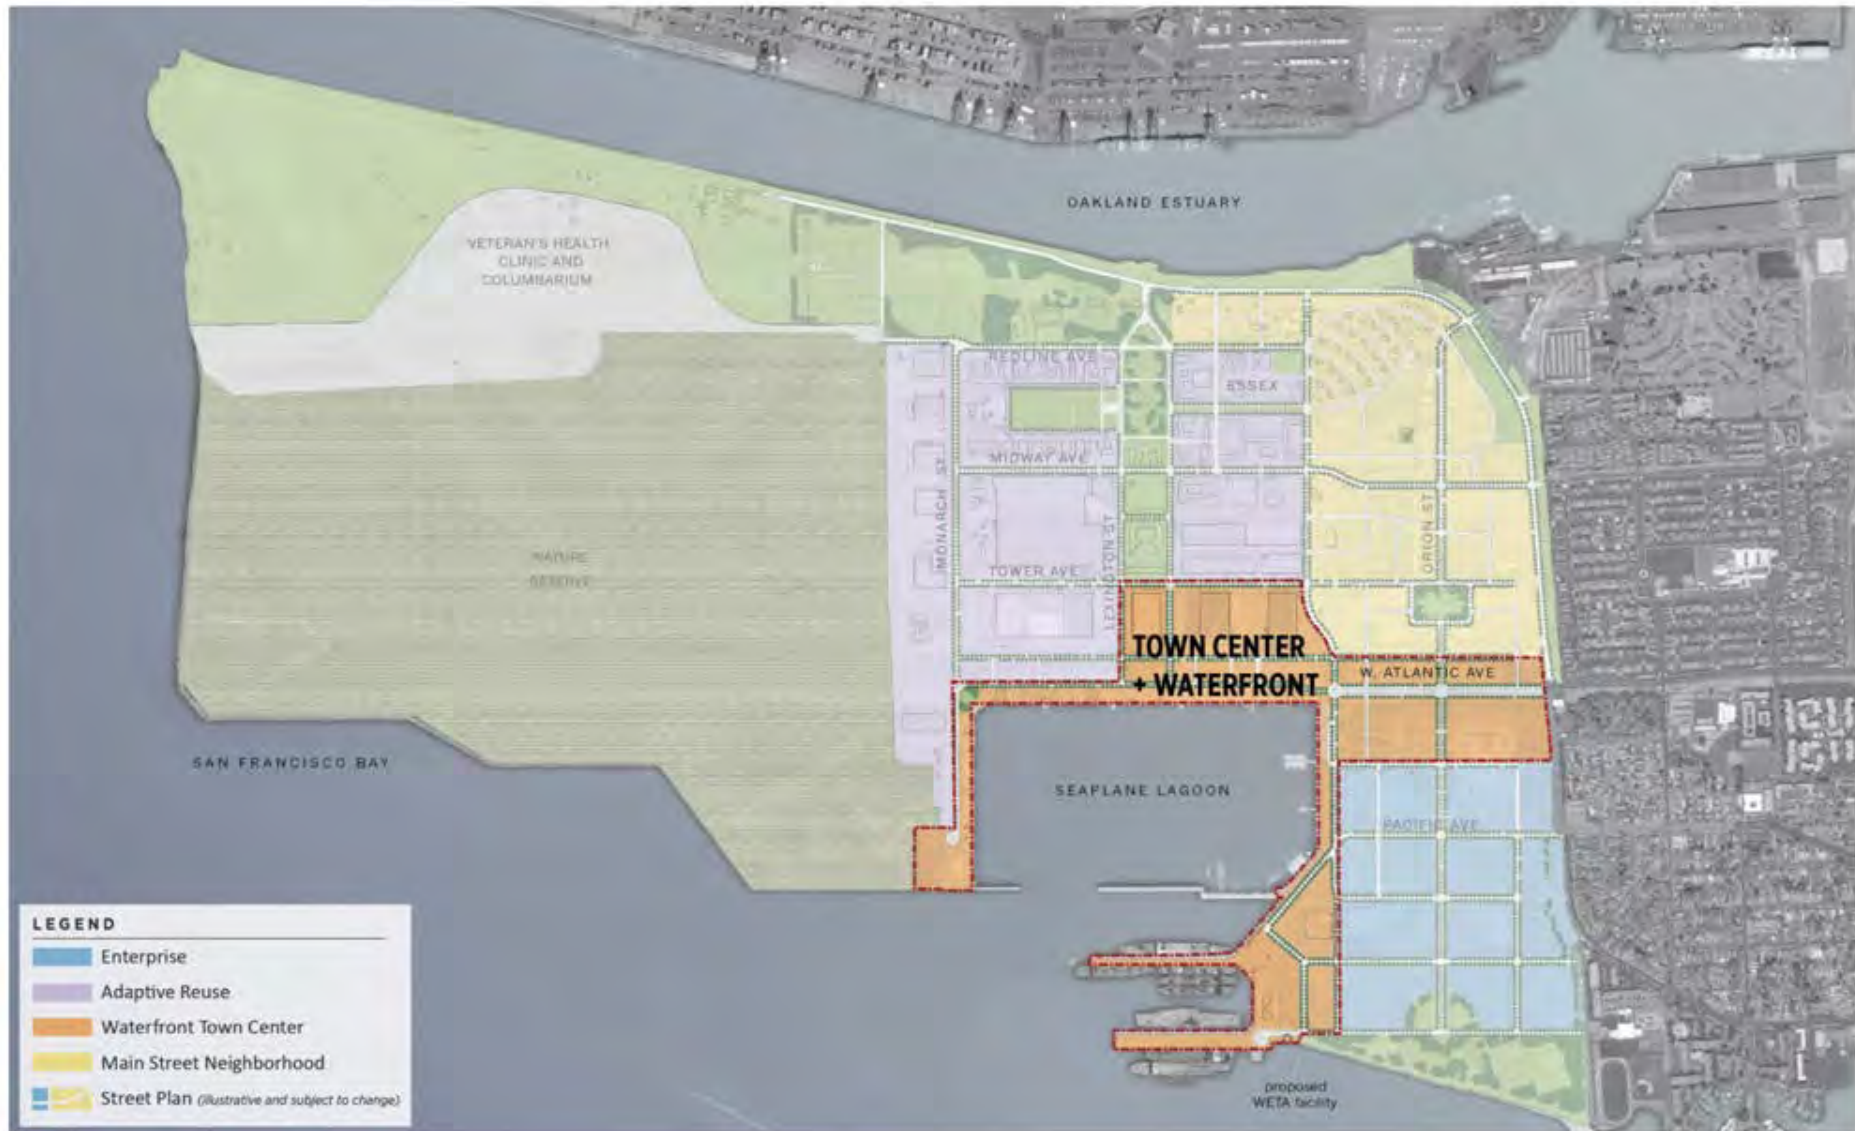 OAKLAND ESTUARY
VETERAN'S HEALTH
CLINIC AND
COLUMBARIUM
REDLINE AVE
ESSEX
MIDWAY AVE
MONARCH ST
LEXINGTON ST
ORION ST
NATURE
RESERVE
TOWER AVE
TOWN CENTER
+ WATERFRONT
W. ATLANTIC AVE
SAN FRANCISCO BAY
SEAPLANE LAGOON
PACIFIC AVE
LEGEND
Enterprise
Adaptive Reuse
Waterfront Town Center
Main Street Neighborhood
Street Plan (illustrative and subject to change)
proposed
WETA facility